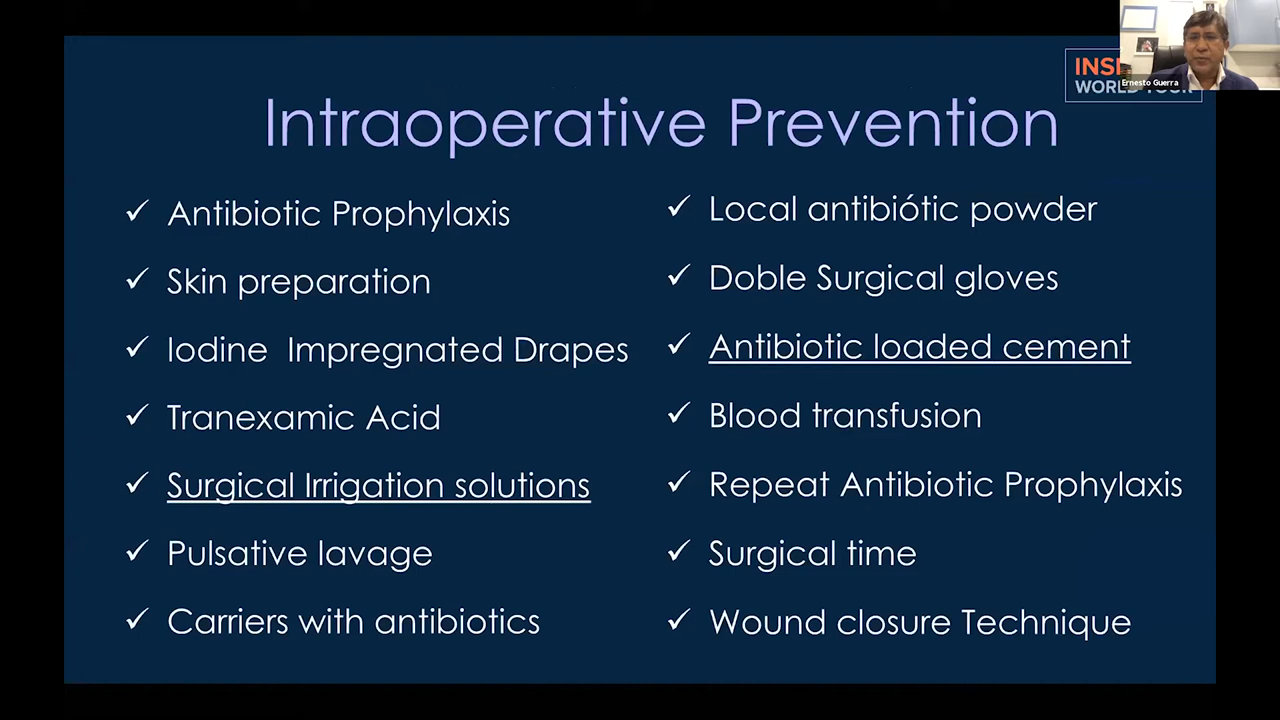 INS
WORLD TOUR
Ernesto Guerra
Intraoperative Prevention
✓ Antibiotic Prophylaxis
✓ Skin preparation
✓ Iodine Impregnated Drapes
✓ Tranexamic Acid
✓ Surgical Irrigation solutions
✓ Pulsative lavage
✓ Carriers with antibiotics
✓ Local antibiótic powder
✓ Doble Surgical gloves
✓ Antibiotic loaded cement
✓ Blood transfusion
✓ Repeat Antibiotic Prophylaxis
✓ Surgical time
✓ Wound closure Technique